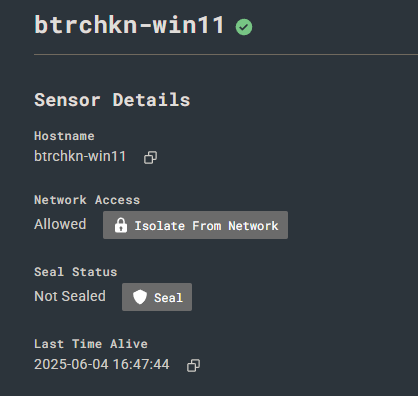 btrchkn-win11
Sensor Details
Hostname
btrchkn-win11
Network Access
Allowed Isolate From Network
Seal Status
Not Sealed Seal
Last Time Alive
2025-06-04 16:47:44